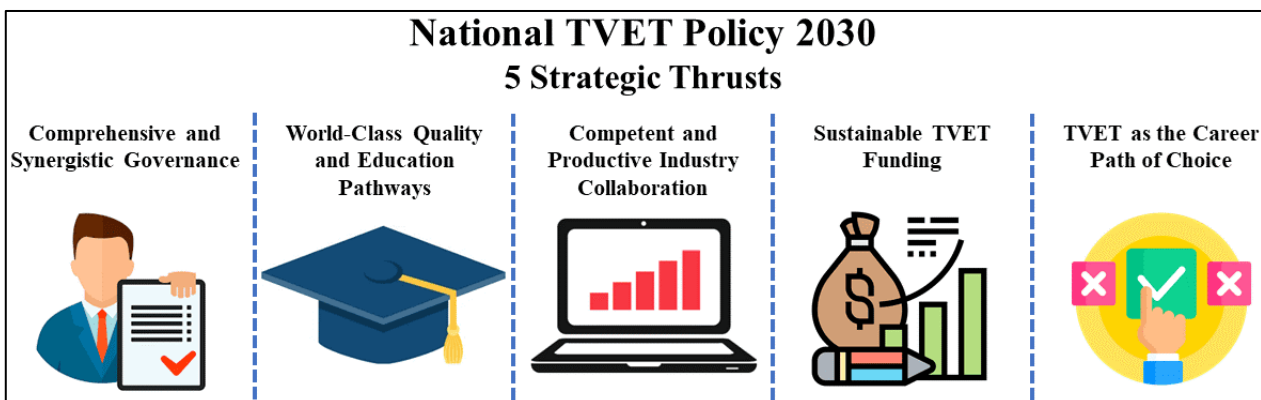 National TVET Policy 2030
5 Strategic Thrusts
Comprehensive and
Synergistic Governance
World-Class Quality
and Education
Pathways
Competent and
Productive Industry
Collaboration
Sustainable TVET
Funding
TVET as the Career
Path of Choice
$